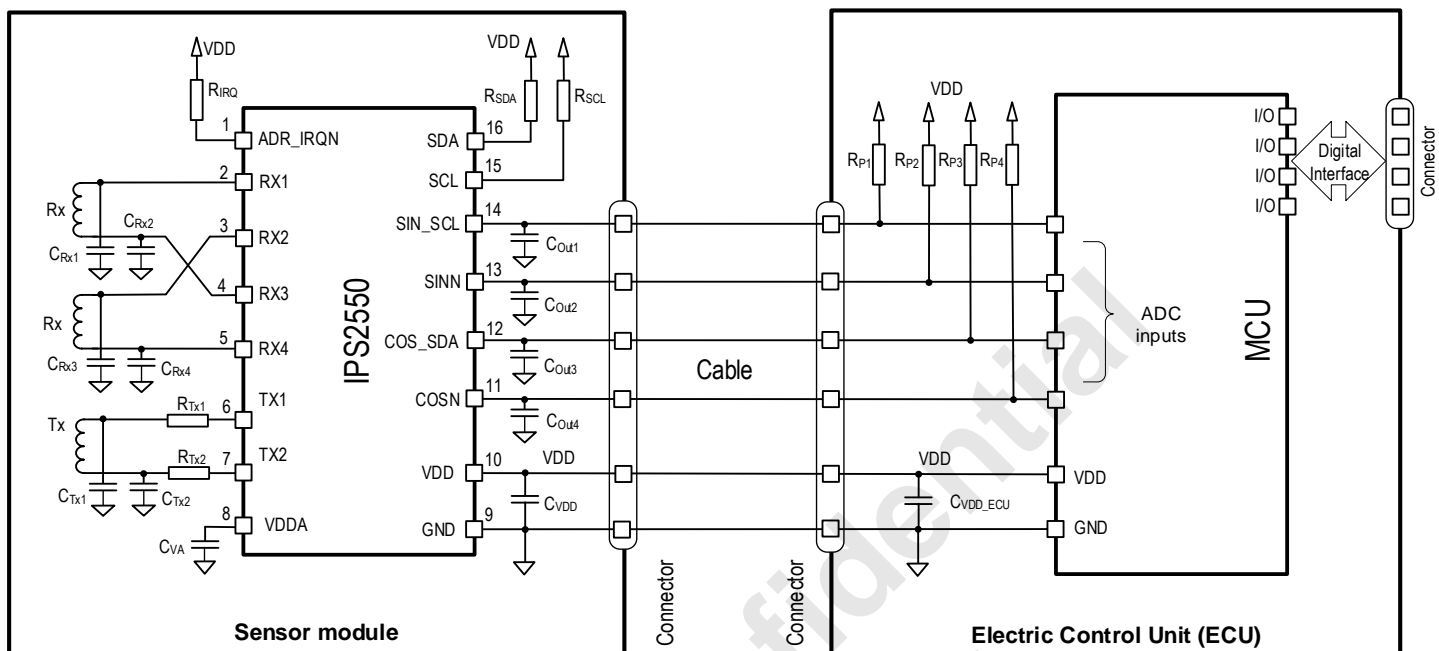 VDD
RIRQ
1
ADR_IRQN
2
RX1
Rx
CRx2
CRx1
3
RX2
4
RX3
Rx
5
RX4
CRx3
CRx4
TX1
RTx1
6
Tx
TX2
RTx2
7
CTx1
CTx2
8
VDDA
CVA
IPS2550
VDD
RSDA
RSCL
16
SDA
15
SCL
14
SIN_SCL
COut1
13
SINN
COut2
12
COS_SDA
COut3
11
COSN
COut4
10
VDD
VDD
CVDD
9
GND
Sensor module
Connector
Cable
Connector
VDD
RP1
RP2
RP3
RP4
ADC
inputs
MCU
I/O
I/O
I/O
I/O
Digital
Interface
Connector
VDD
VDD
CVDD_ECU
GND
Electric Control Unit (ECU)
fidential